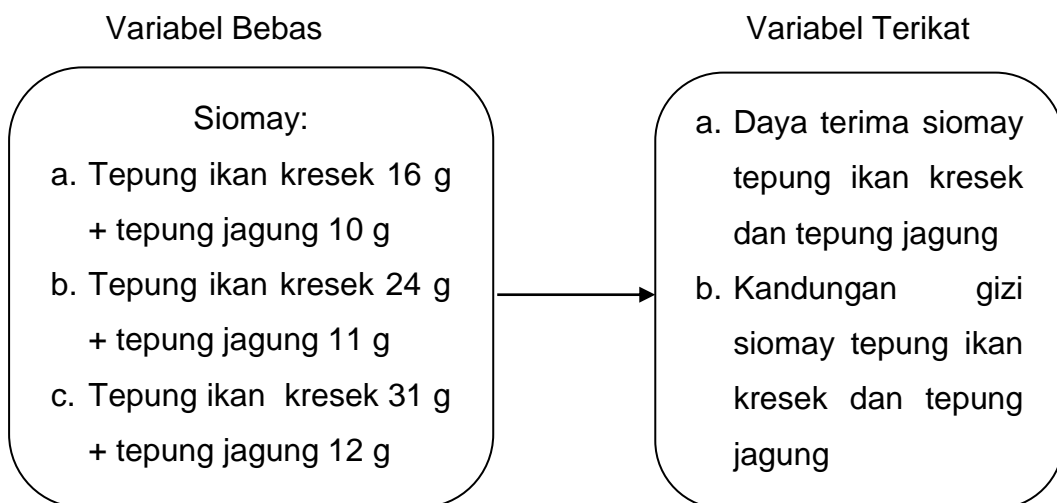 Variabel Bebas
Siomay:
a. Tepung ikan kresek 16 g
+ tepung jagung 10 g
b. Tepung ikan kresek 24 g
+ tepung jagung 11 g
c. Tepung ikan kresek 31 g
+ tepung jagung 12 g
Variabel Terikat
a. Daya terima siomay
tepung ikan kresek
dan tepung jagung
b. Kandungan gizi
siomay tepung ikan
kresek dan tepung
jagung